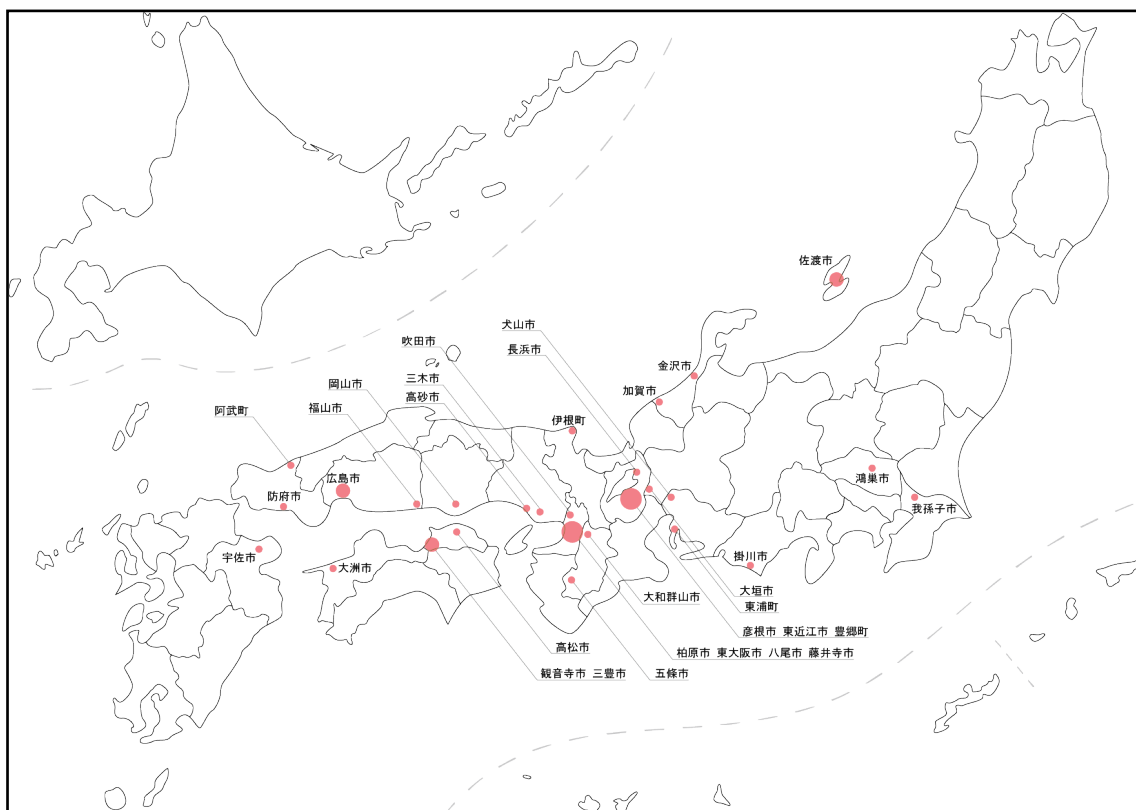 佐渡市
犬山市
吹田市
長浜市
金沢市
三木市
岡山市
加賀市
高砂市
阿武町
福山市
伊根町
広島市
鴻巣市
防府市
我孫子市
宇佐市
掛川市
大洲市
大垣市
大和群山市
東浦町
彦根市 東近江市 豊郷町
高松市
柏原市 東大阪市 八尾市 藤井寺市
観音寺市 三豊市
五條市